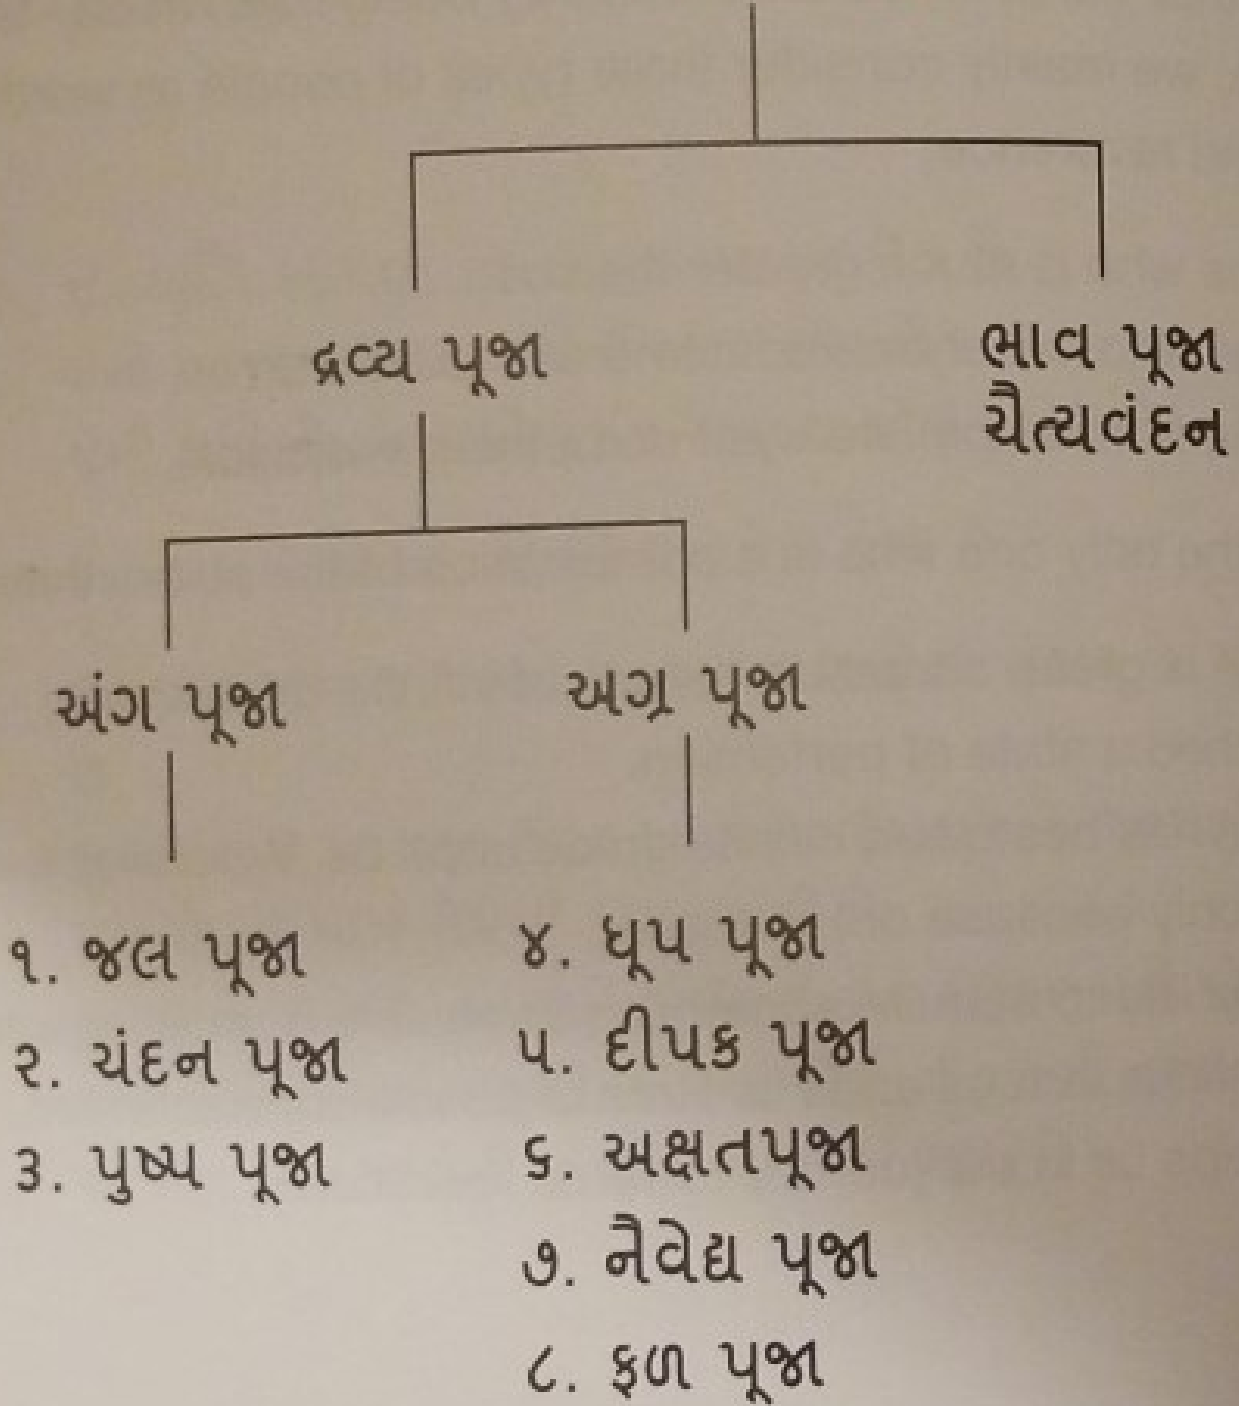 દ્રવ્ય પૂજા
ભાવ પૂજા
ચૈત્યવંદન
અંગ પૂજા
અગ્ર પૂજા
૧. જલ પૂજા
૨. ચંદન પૂજા
૩. પુષ્પ પૂજા
૪. ધૂપ પૂજા
૫. દીપક પૂજા
૬. અક્ષતપૂજા
૭. નૈવેદ્ય પૂજા
૮. ફળ પૂજા